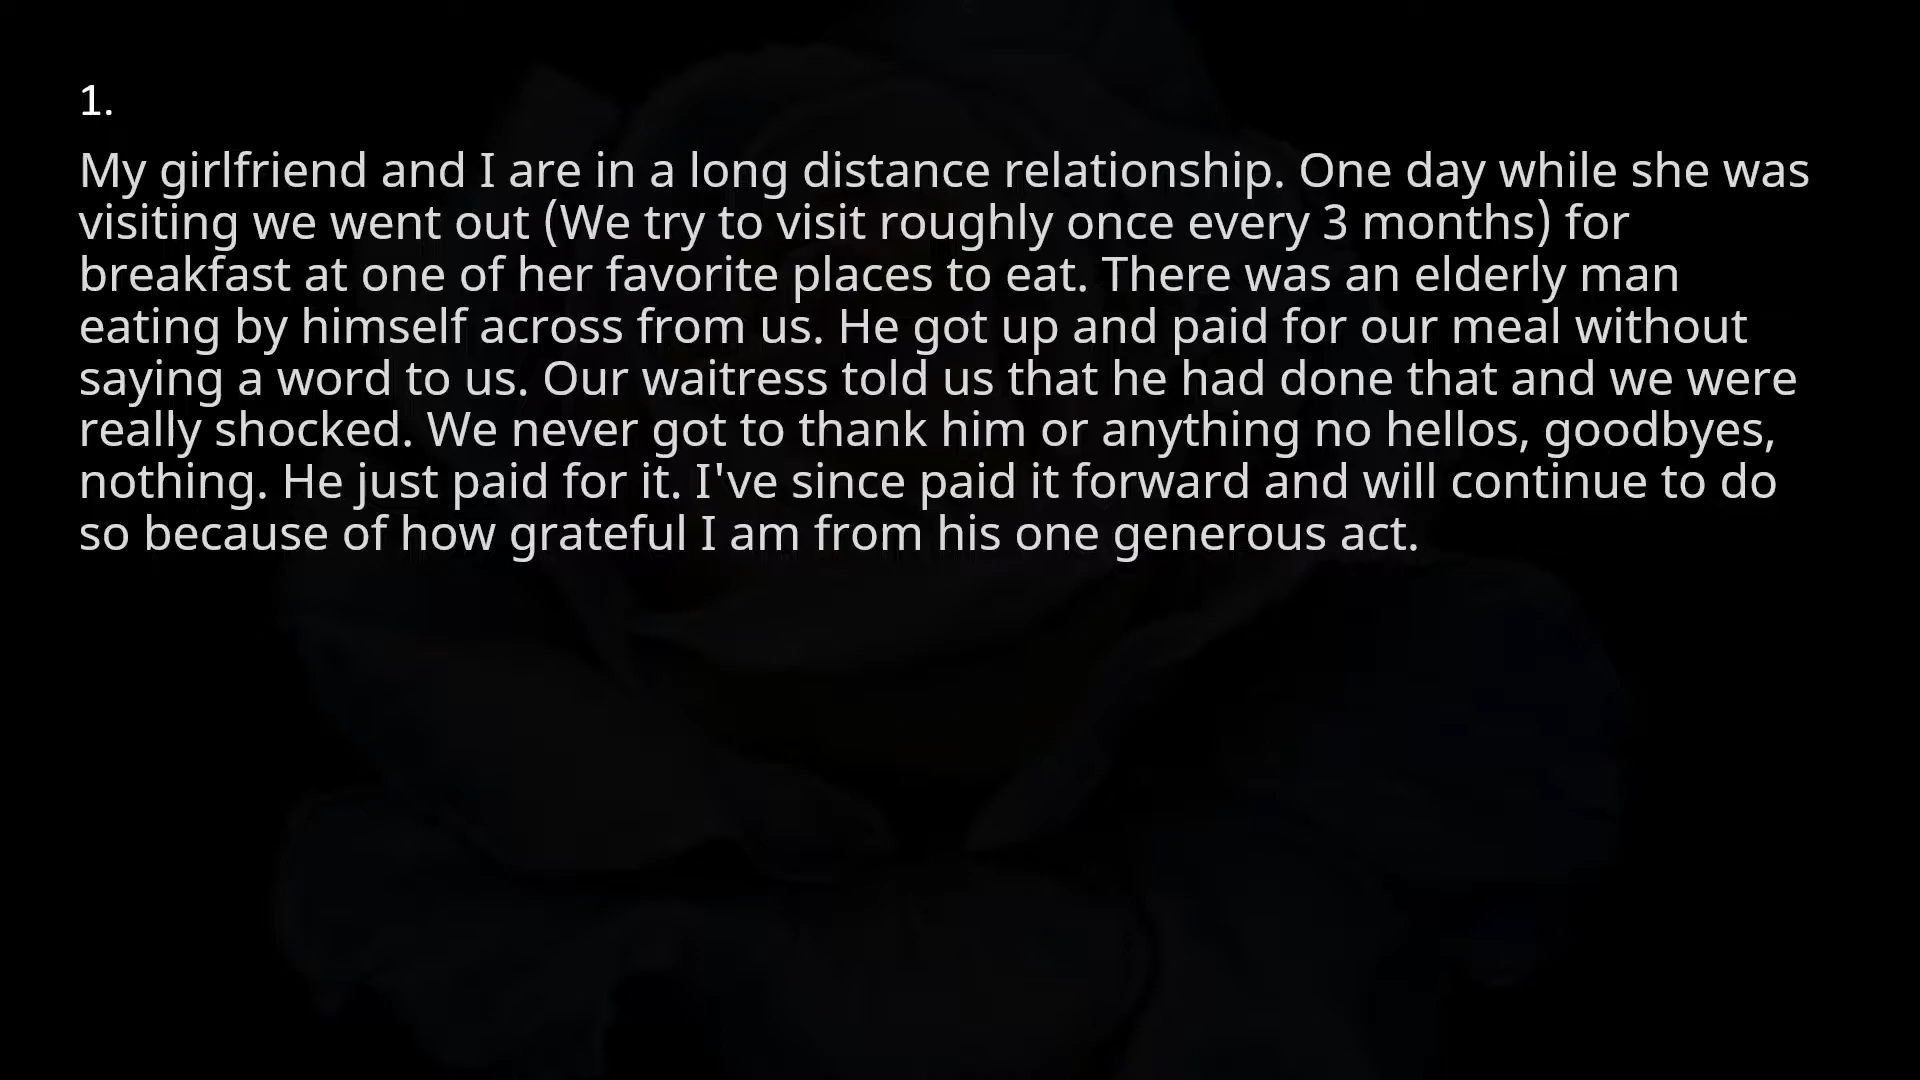 1.
My girlfriend and I are in a long distance relationship. One day while she was
visiting we went out (We try to visit roughly once every 3 months) for
breakfast at one of her favorite places to eat. There was an elderly man
eating by himself across from us. He got up and paid for our meal without
saying a word to us. Our waitress told us that he had done that and we were
really shocked. We never got to thank him or anything no hellos, goodbyes,
nothing. He just paid for it. I've since paid it forward and will continue to do
so because of how grateful I am from his one generous act.